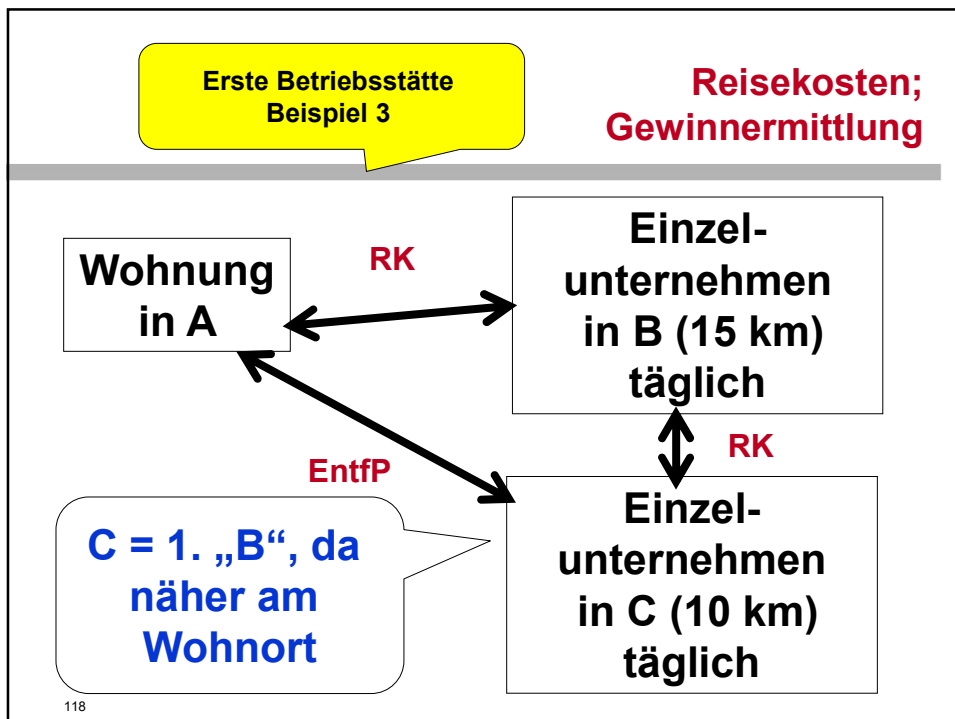 Erste Betriebsstätte
Beispiel 3
Reisekosten;
Gewinnermittlung
Wohnung
in A
RK
Einzel-
unternehmen
in B (15 km)
täglich
RK
EntfP
C = 1. „B“, da
näher am
Wohnort
Einzel-
unternehmen
in C (10 km)
täglich
118